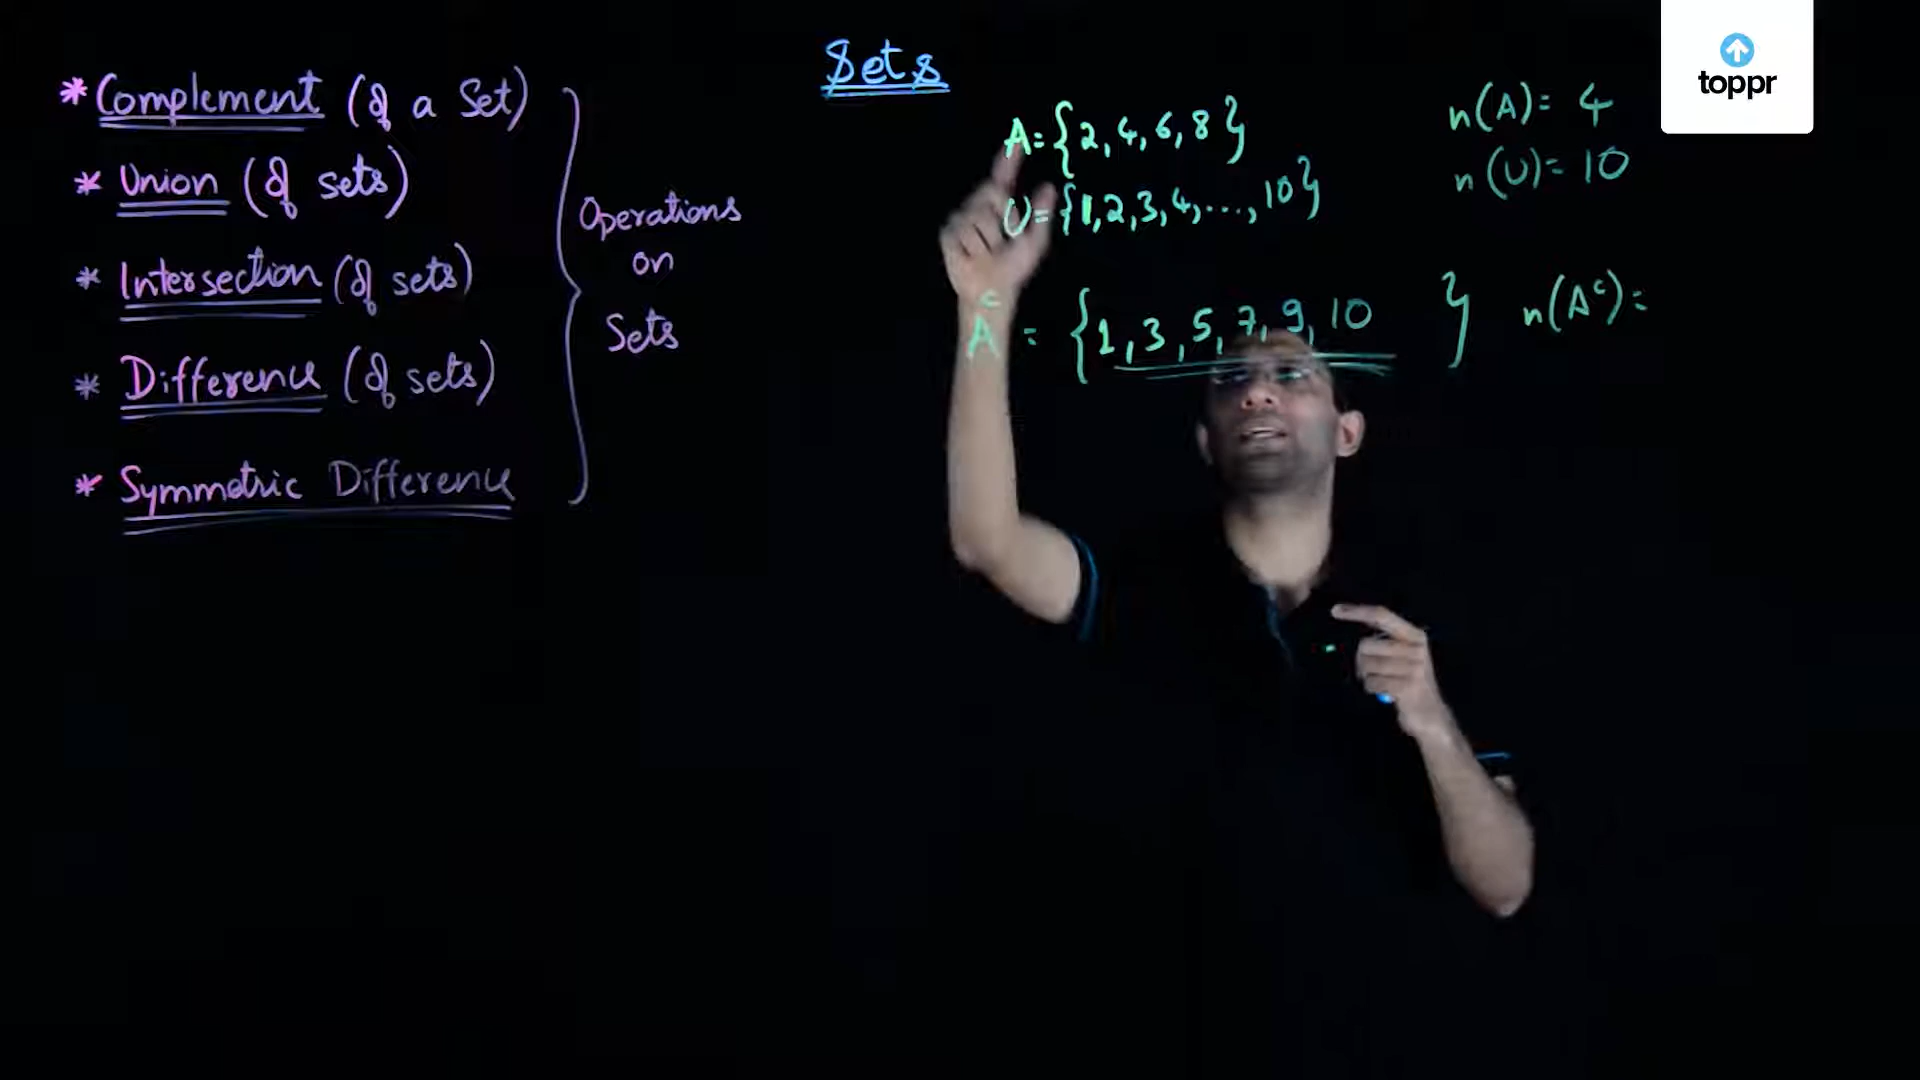 Sets
* Complement (of a Set)
* Union (of sets)
* Intersection (of sets)
* Difference (of sets)
* Symmetric Difference
Operations
on
Sets
A = {2, 4, 6, 8}
U = {1, 2, 3, 4, ..., 10}
Aᶜ = {1, 3, 5, 7, 9, 10}
n(A) = 4
n(U) = 10
n(Aᶜ) =
toppr